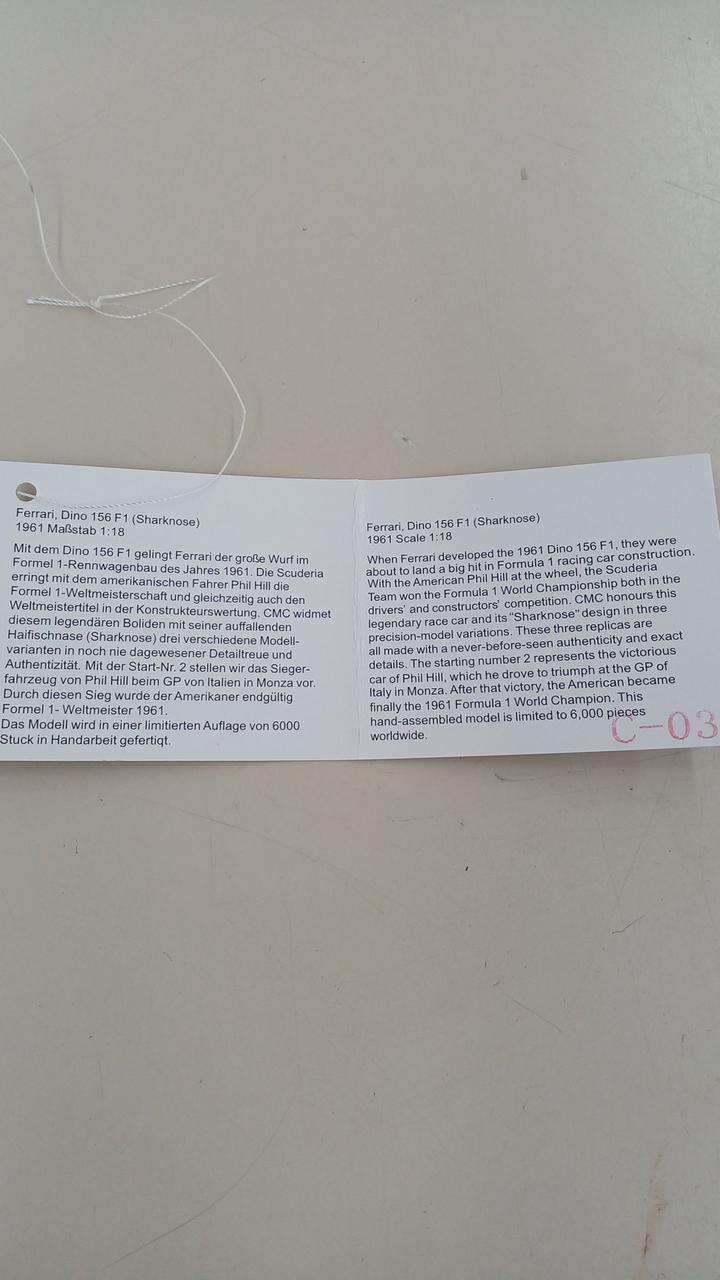 Ferrari, Dino 156 F1 (Sharknose)
1961 Maßstab 1:18
Mit dem Dino 156 F1 gelingt Ferrari der große Wurf im
Formel 1-Rennwagenbau des Jahres 1961. Die Scuderia
erringt mit dem amerikanischen Fahrer Phil Hill die
Formel 1-Weltmeisterschaft und gleichzeitig auch den
Weltmeistertitel in der Konstrukteurswertung. CMC widmet
diesem legendären Boliden mit seiner auffallenden
Haifischnase (Sharknose) drei verschiedene Modell-
varianten in noch nie dagewesener Detailtreue und
Authentizität. Mit der Start-Nr. 2 stellen wir das Sieger-
fahrzeug von Phil Hill beim GP von Italien in Monza vor.
Durch diesen Sieg wurde der Amerikaner endgültig
Formel 1- Weltmeister 1961.
Das Modell wird in einer limitierten Auflage von 6000
Stuck in Handarbeit gefertiqt.
Ferrari, Dino 156 F1 (Sharknose)
1961 Scale 1:18
When Ferrari developed the 1961 Dino 156 F1, they were
about to land a big hit in Formula 1 racing car construction.
With the American Phil Hill at the wheel, the Scuderia
Team won the Formula 1 World Championship both in the
drivers' and constructors' competition. CMC honours this
legendary race car and its "Sharknose" design in three
precision-model variations. These three replicas are
all made with a never-before-seen authenticity and exact
details. The starting number 2 represents the victorious
car of Phil Hill, which he drove to triumph at the GP of
Italy in Monza. After that victory, the American became
finally the 1961 Formula 1 World Champion. This
hand-assembled model is limited to 6,000 pieces
worldwide.
C-03